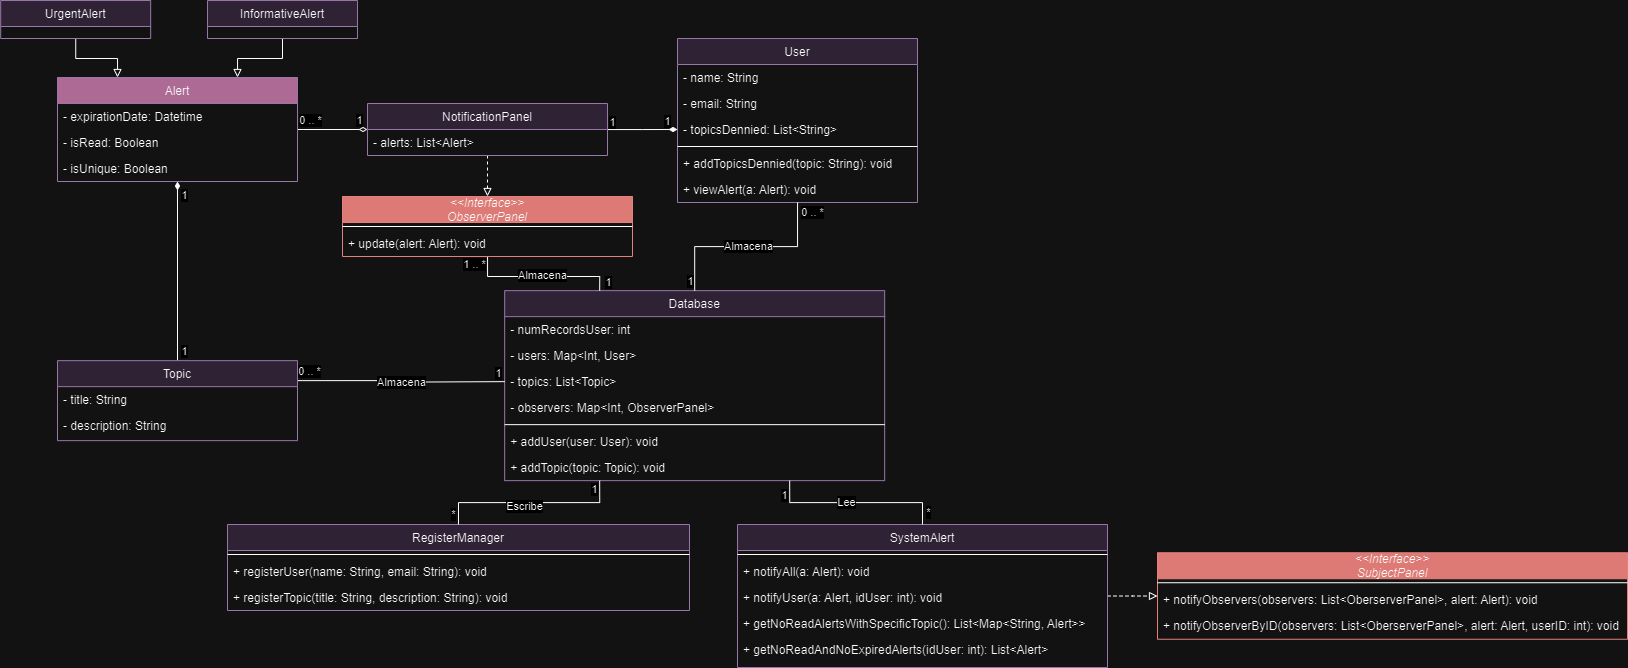 UrgentAlert
InformativeAlert
Alert
- expirationDate: Datetime
- isRead: Boolean
- isUnique: Boolean
0 .. *
1
NotificationPanel
- alerts: List<Alert>
1
1
User
- name: String
- email: String
- topicsDennied: List<String>
+ addTopicsDennied(topic: String): void
+ viewAlert(a: Alert): void
1
<<Interface>>
ObserverPanel
+ update(alert: Alert): void
0 .. *
Almacena
1
1 .. *
Almacena
1
Database
- numRecordsUser: int
- users: Map<Int, User>
- topics: List<Topic>
- observers: Map<Int, ObserverPanel>
+ addUser(user: User): void
+ addTopic(topic: Topic): void
1
Topic
- title: String
- description: String
0 .. *
Almacena
1
1
Escribe
*
1
Lee
*
RegisterManager
+ registerUser(name: String, email: String): void
+ registerTopic(title: String, description: String): void
SystemAlert
+ notifyAll(a: Alert): void
+ notifyUser(a: Alert, idUser: int): void
+ getNoReadAlertsWithSpecificTopic(): List<Map<String, Alert>>
+ getNoReadAndNoExpiredAlerts(idUser: int): List<Alert>
<<Interface>>
SubjectPanel
+ notifyObservers(observers: List<OberserverPanel>, alert: Alert): void
+ notifyObserverByID(observers: List<OberserverPanel>, alert: Alert, userID: int): void